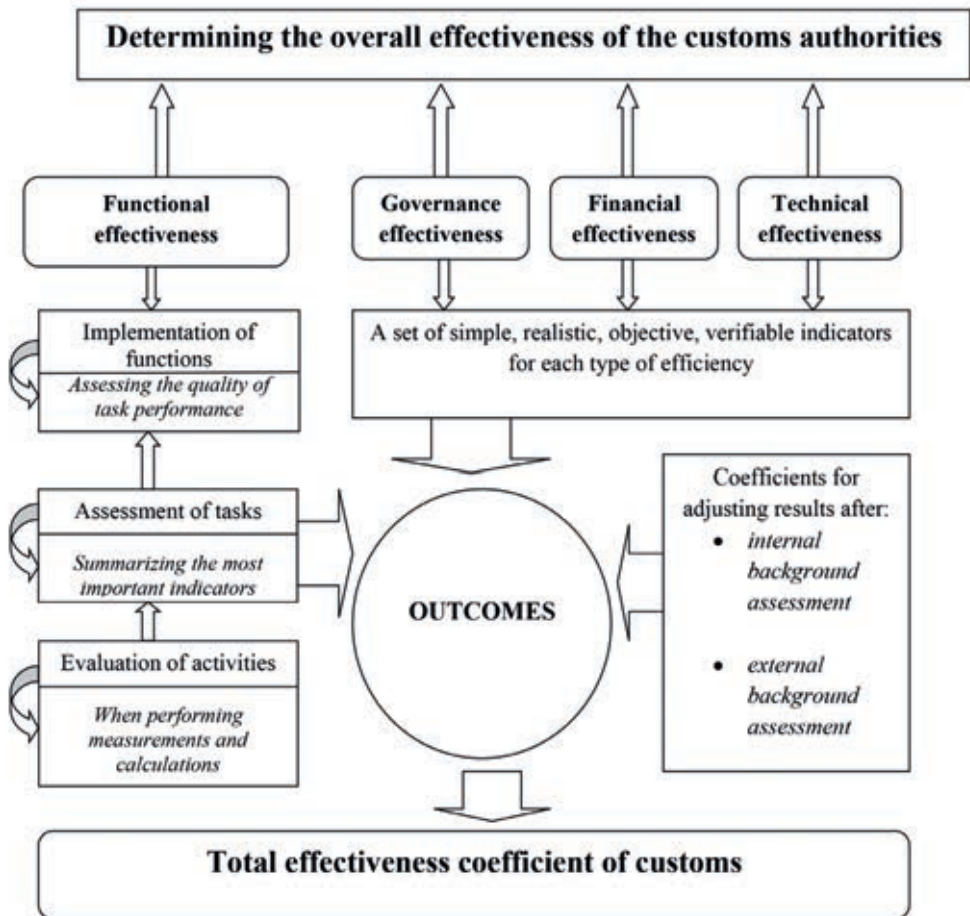 Determining the overall effectiveness of the customs authorities
Functional
effectiveness
Governance
effectiveness
Financial
effectiveness
Technical
effectiveness
Implementation of
functions
Assessing the quality of
task performance
A set of simple, realistic, objective, verifiable indicators
for each type of efficiency
Assessment of tasks
Summarizing the most
important indicators
Evaluation of activities
When performing
measurements and
calculations
OUTCOMES
Coefficients for
adjusting results after:
• internal
background
assessment
• external
background
assessment
Total effectiveness coefficient of customs